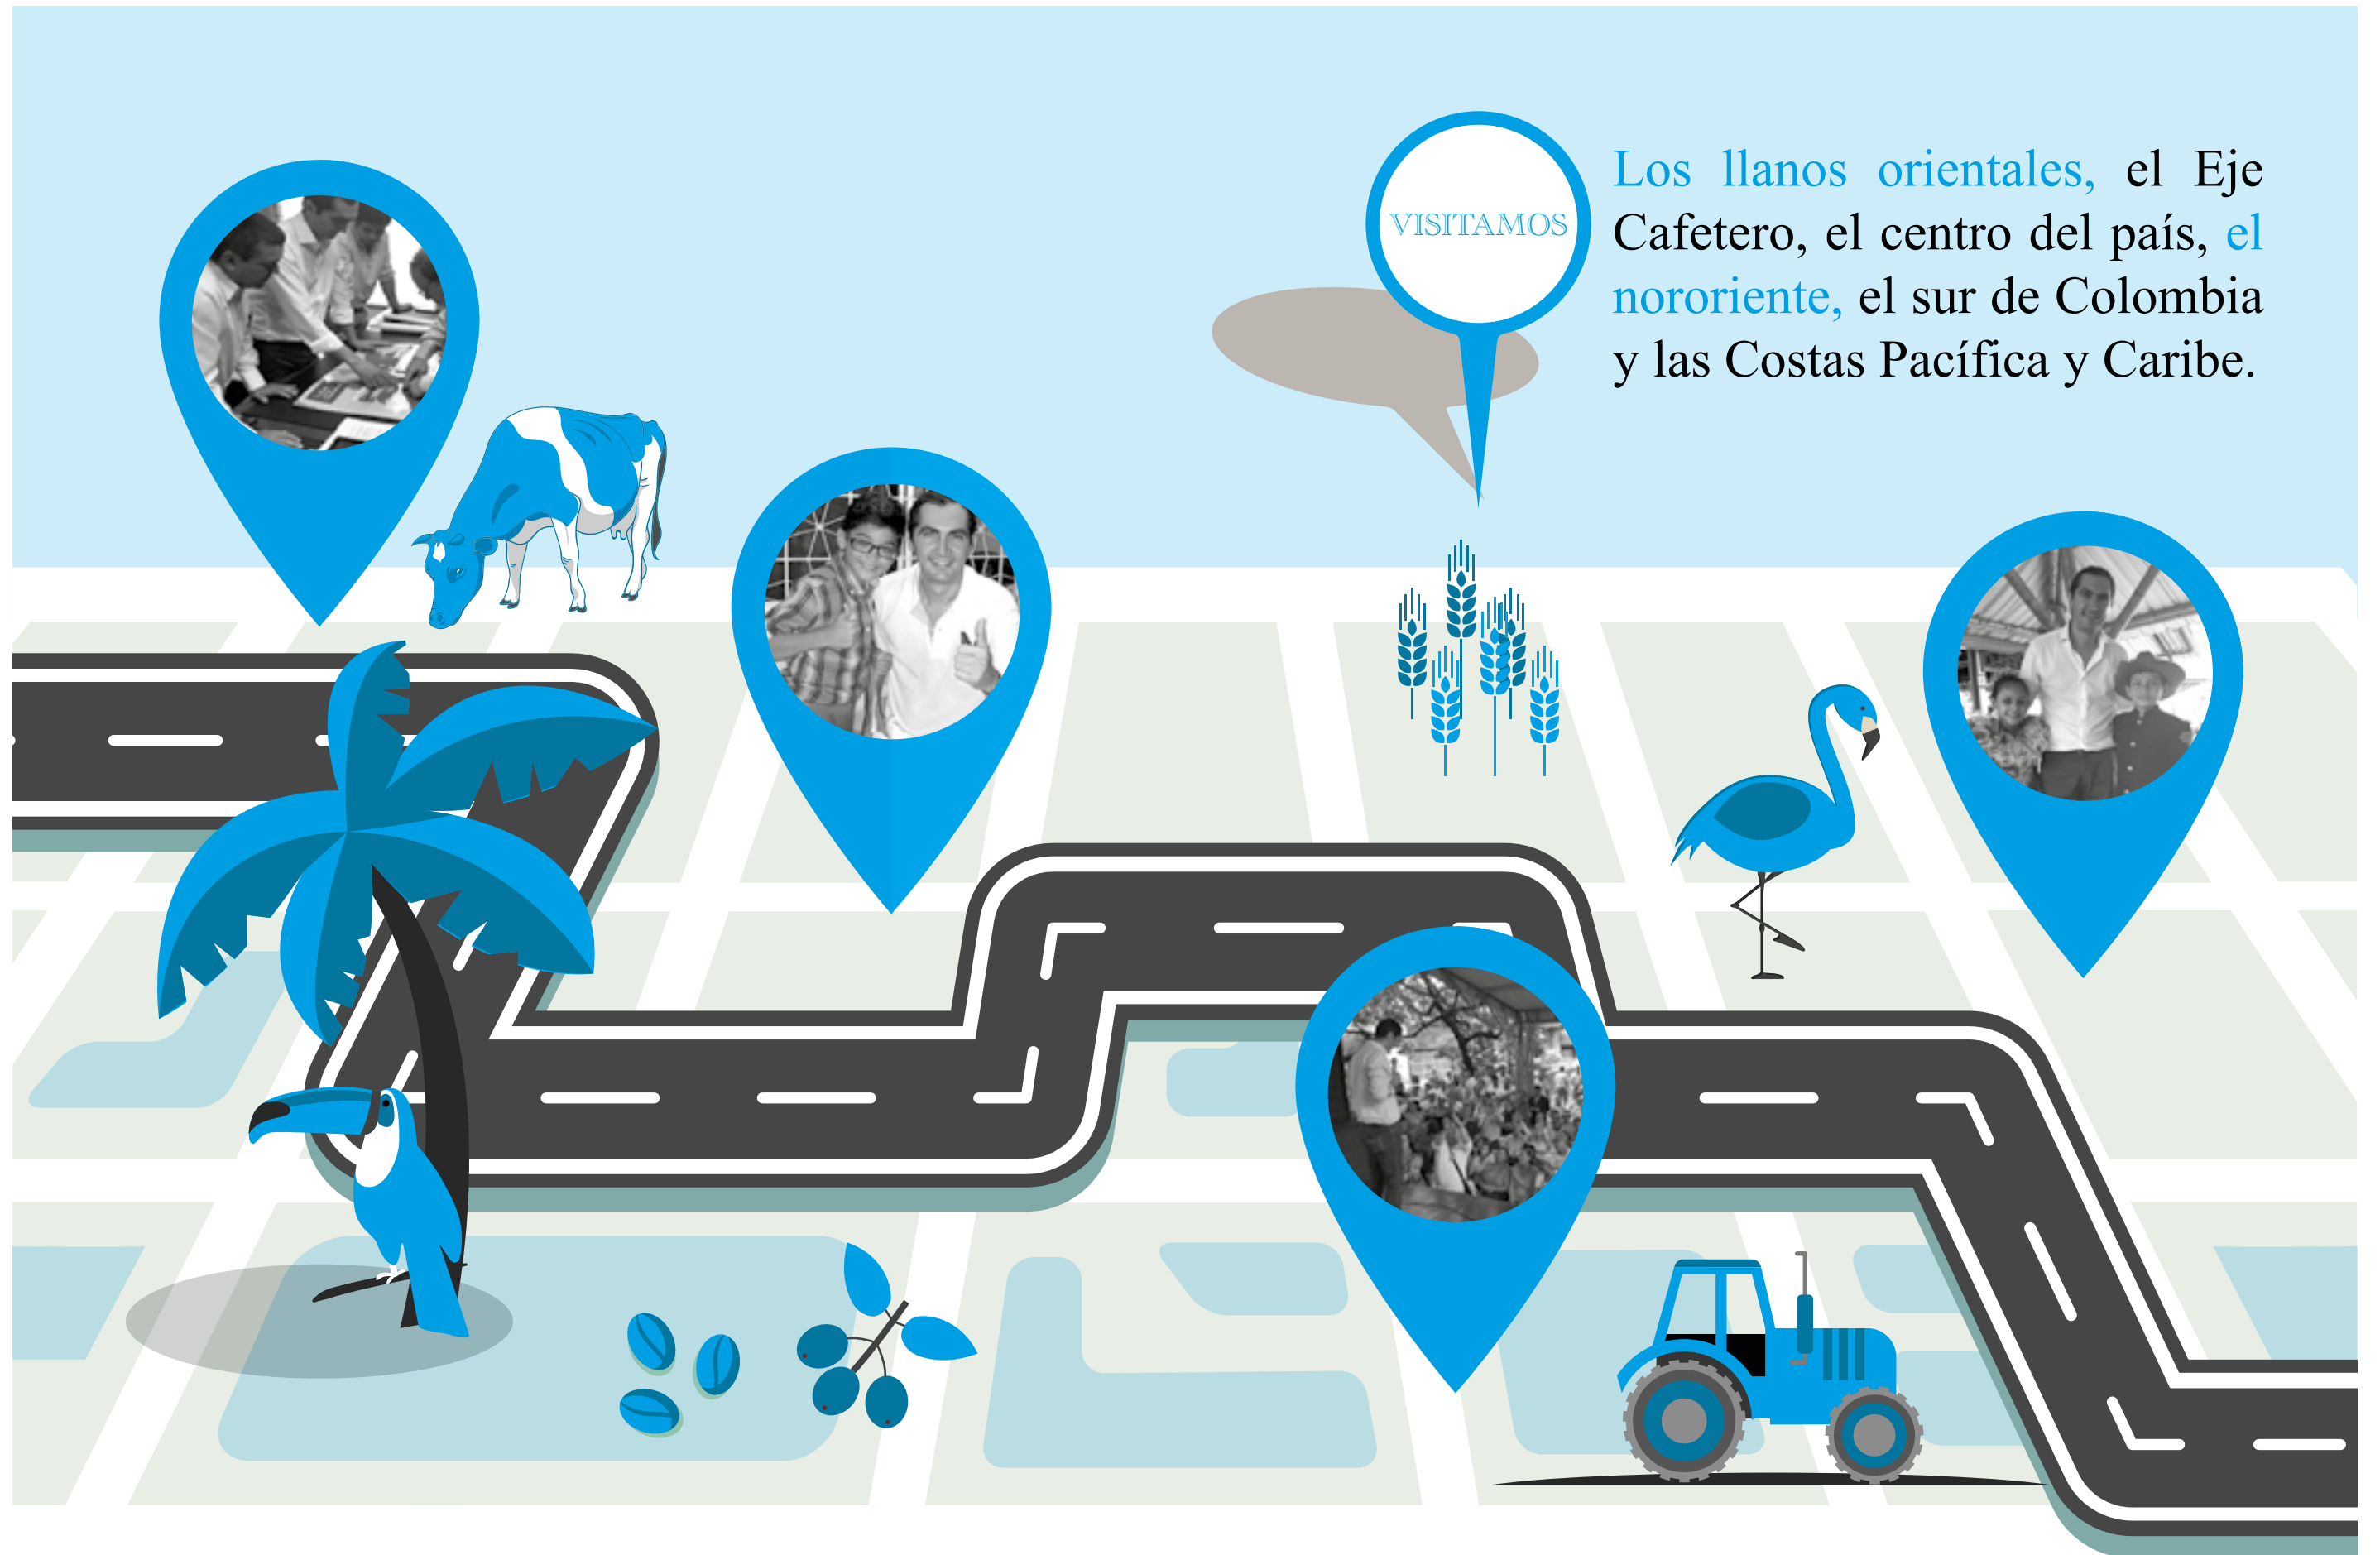 VISITAMOS
Los llanos orientales, el Eje
Cafetero, el centro del país, el
nororiente, el sur de Colombia
y las Costas Pacífica y Caribe.